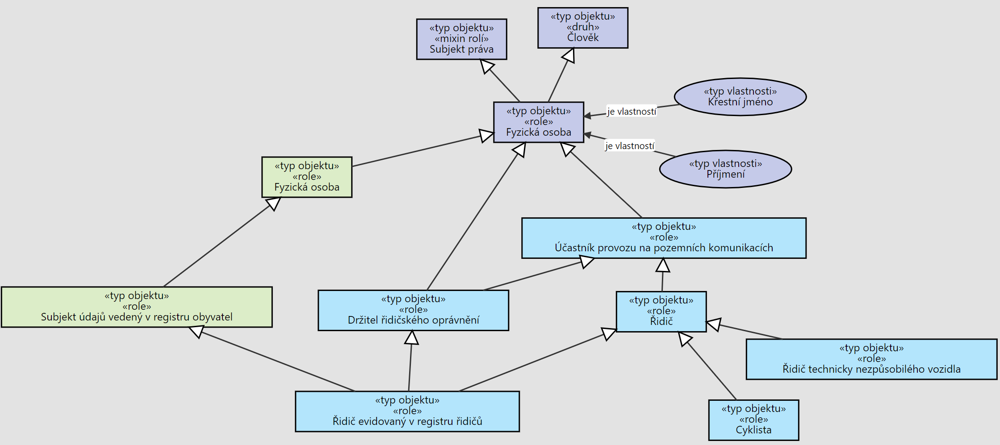 «typ objektu»
«druh»
Člověk
«typ objektu»
«mixin rolí»
Subjekt práva
«typ vlastnosti»
Křestní jméno
«typ objektu»
«role»
Fyzická osoba
je vlastností
je vlastností
«typ vlastnosti»
Příjmení
«typ objektu»
«role»
Fyzická osoba
«typ objektu»
«role»
Účastník provozu na pozemních komunikacích
«typ objektu»
«role»
Subjekt údajů vedený v registru obyvatel
«typ objektu»
«role»
Držitel řidičského oprávnění
«typ objektu»
«role»
Řidič
«typ objektu»
«role»
Řidič technicky nezpůsobilého vozidla
«typ objektu»
«role»
Řidič evidovaný v registru řidičů
«typ objektu»
«role»
Cyklista